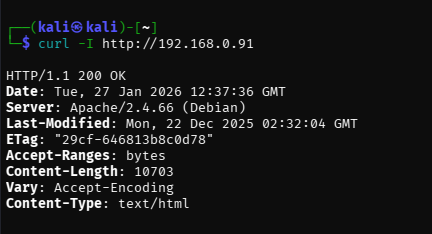 ┌──(kali㉿kali)-[~]
└─$ curl -I http://192.168.0.91
HTTP/1.1 200 OK
Date: Tue, 27 Jan 2026 12:37:36 GMT
Server: Apache/2.4.66 (Debian)
Last-Modified: Mon, 22 Dec 2025 02:32:04 GMT
ETag: "29cf-646813b8c0d78"
Accept-Ranges: bytes
Content-Length: 10703
Vary: Accept-Encoding
Content-Type: text/html